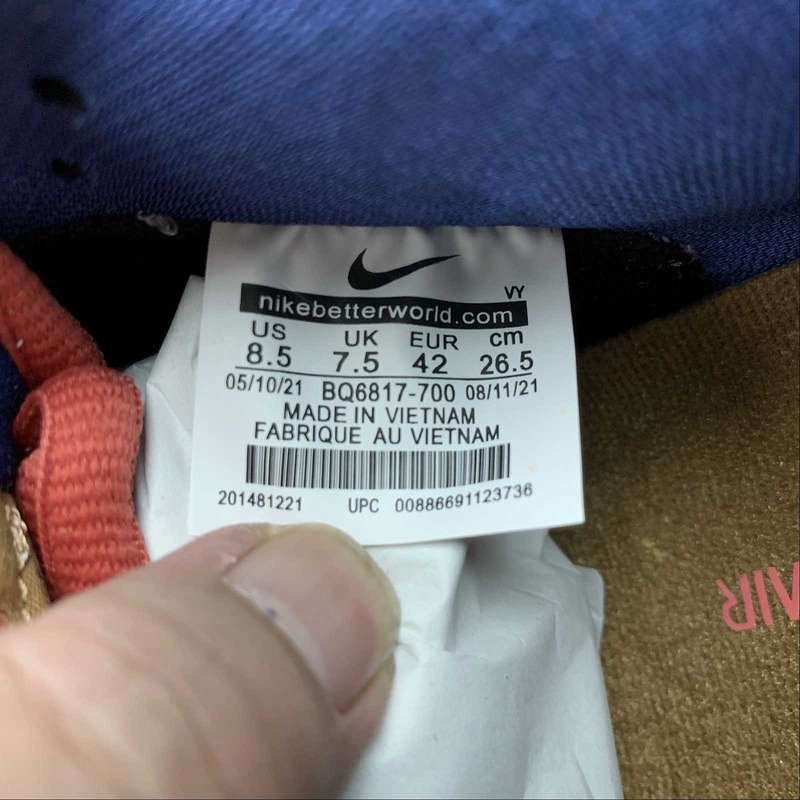 VY
nikebetterworld.com
US UK EUR cm
8.5 7.5 42 26.5
05/10/21 BQ6817-700 08/11/21
MADE IN VIETNAM
FABRIQUE AU VIETNAM
201481221 UPC 00886691123736
AIR